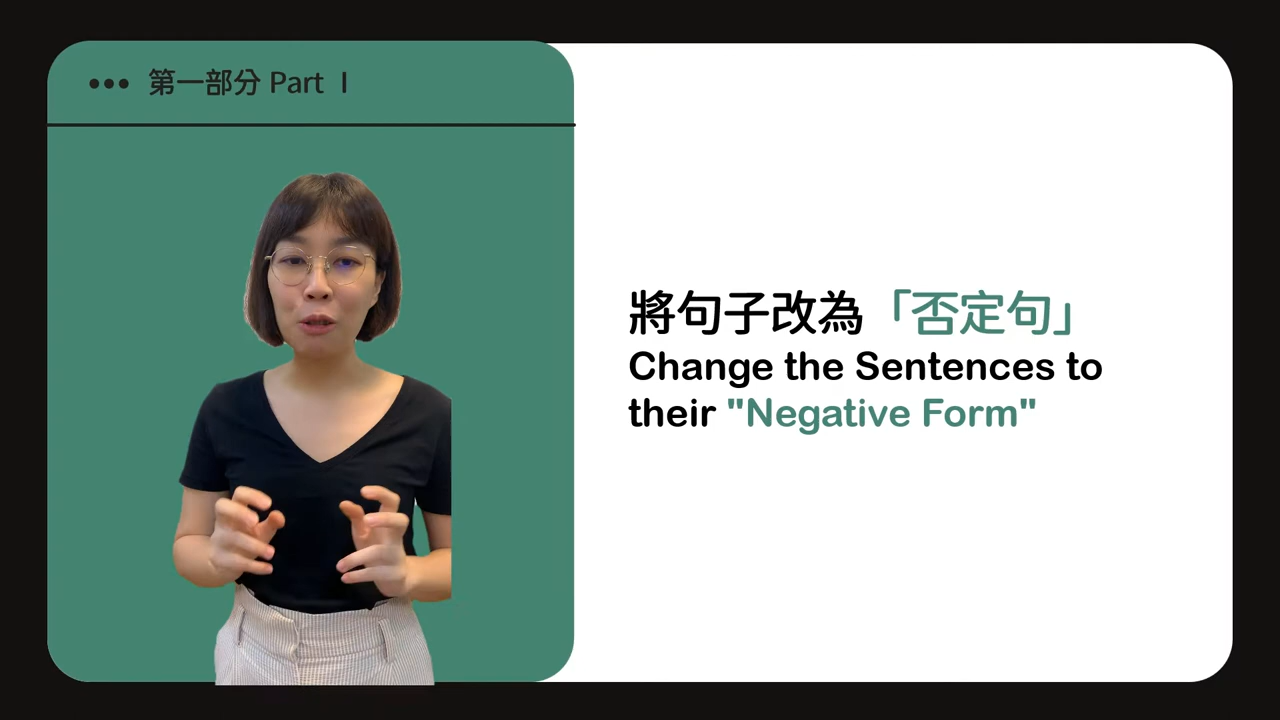 第一部分 Part I
將句子改為「否定句」
Change the Sentences to
their "Negative Form"